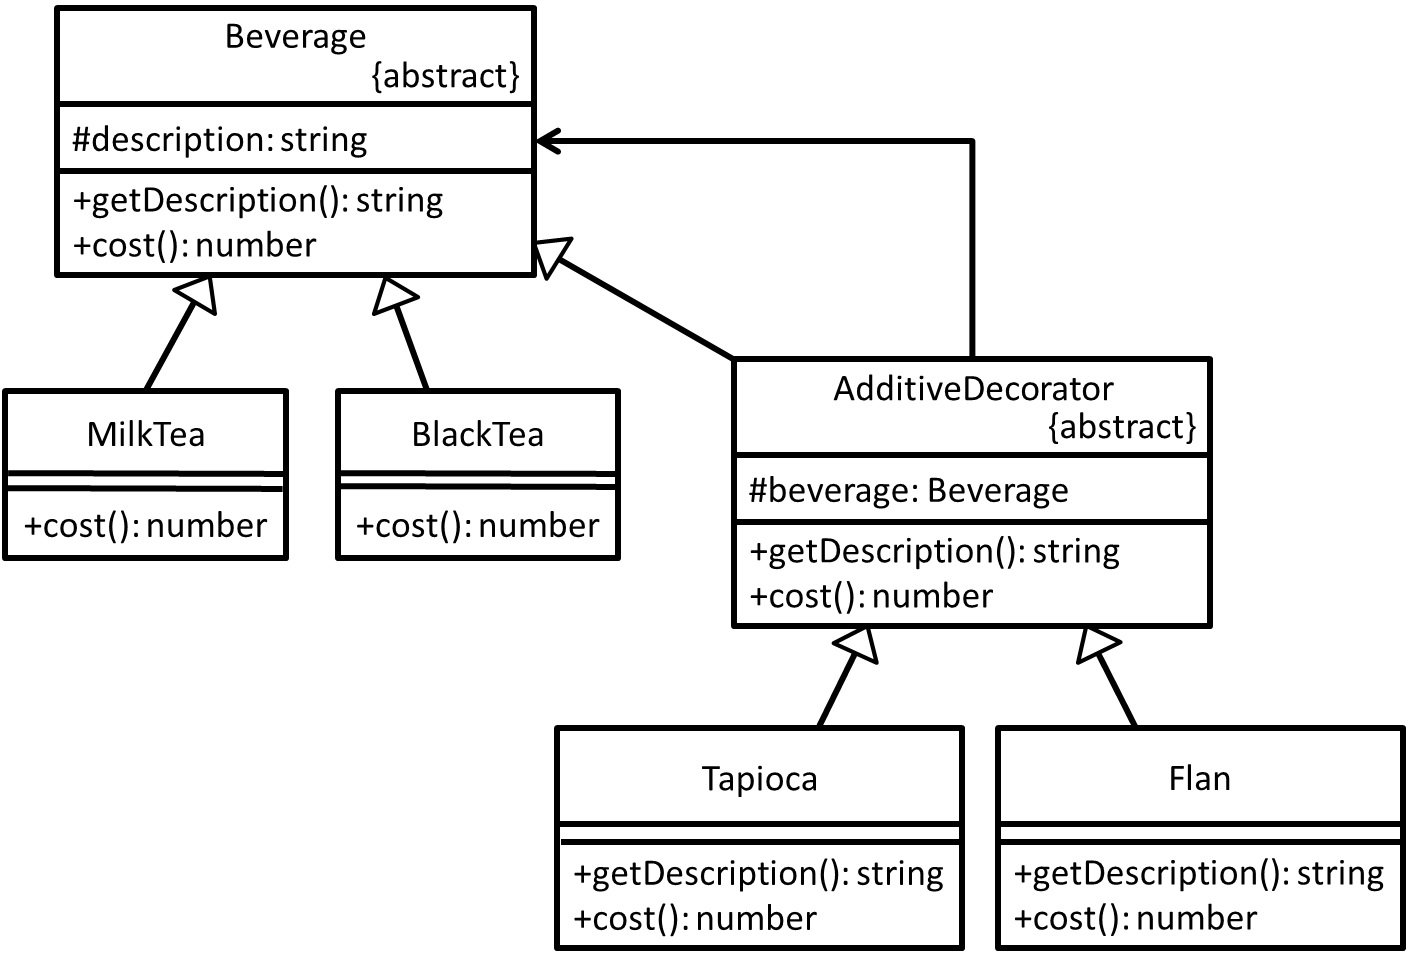 Beverage
{abstract}
#description: string
+getDescription(): string
+cost(): number
MilkTea
+cost(): number
BlackTea
+cost(): number
AdditiveDecorator
{abstract}
#beverage: Beverage
+getDescription(): string
+cost(): number
Tapioca
+getDescription(): string
+cost(): number
Flan
+getDescription(): string
+cost(): number